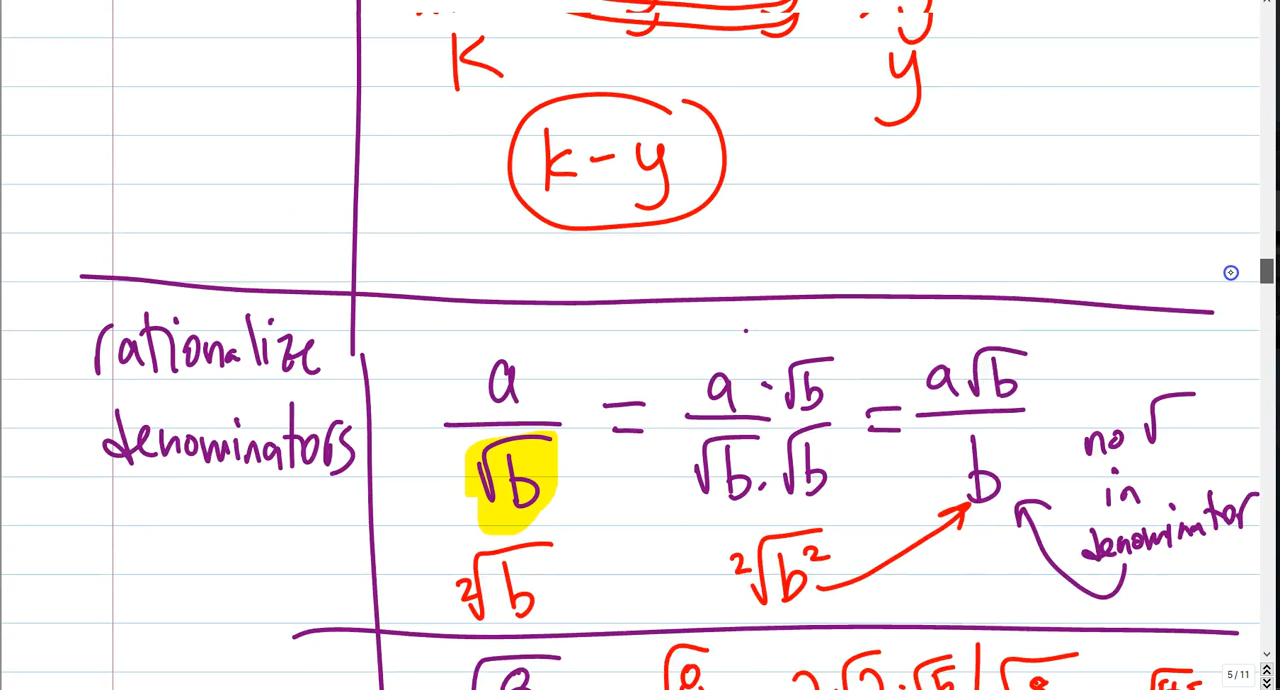 K y
k - y
rationalize denominators
a/√b = a·√b/√b·√b = a√b/b
no √ in denominator
²√b ²√b²
5 / 11